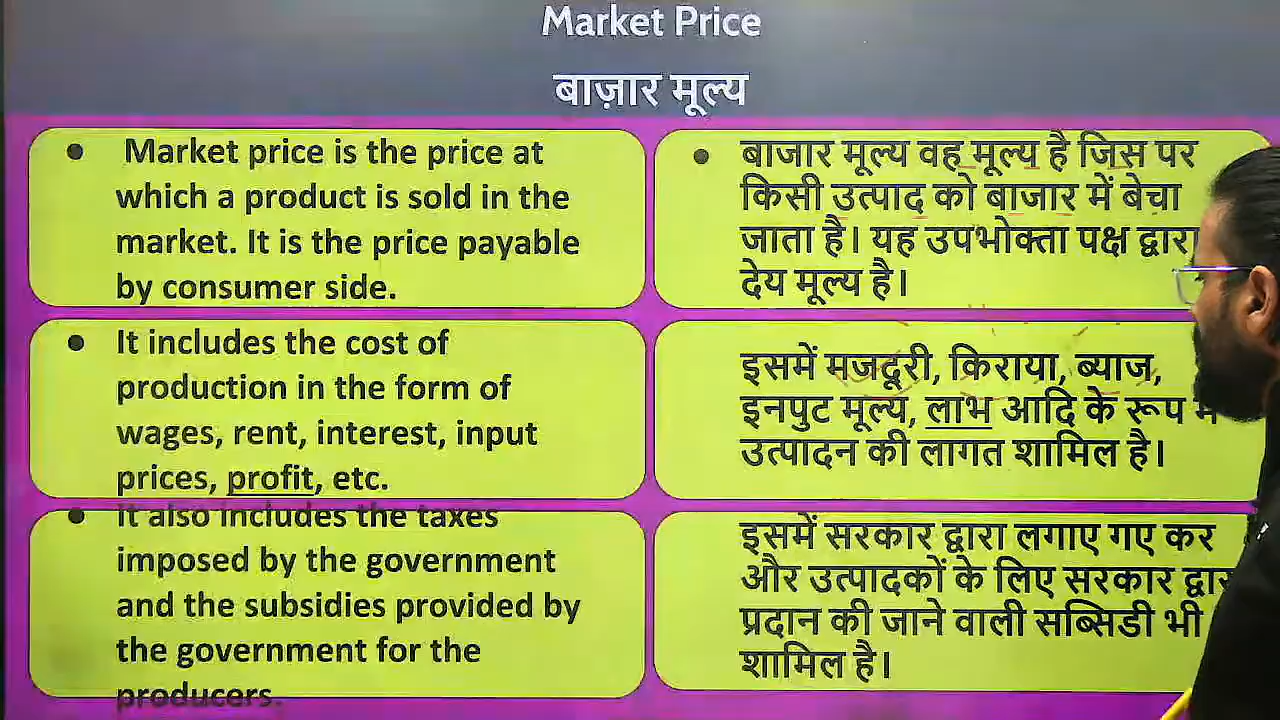 Market Price
बाज़ार मूल्य
• Market price is the price at
which a product is sold in the
market. It is the price payable
by consumer side.
• It includes the cost of
production in the form of
wages, rent, interest, input
prices, profit, etc.
• It also includes the taxes
imposed by the government
and the subsidies provided by
the government for the
producers.
• बाजार मूल्य वह मूल्य है जिस पर
किसी उत्पाद को बाजार में बेचा
जाता है। यह उपभोक्ता पक्ष द्वारा
देय मूल्य है।
इसमें मजदूरी, किराया, ब्याज,
इनपुट मूल्य, लाभ आदि के रूप में
उत्पादन की लागत शामिल है।
इसमें सरकार द्वारा लगाए गए कर
और उत्पादकों के लिए सरकार
प्रदान की जाने वाली सब्सिडी भी
शामिल है।